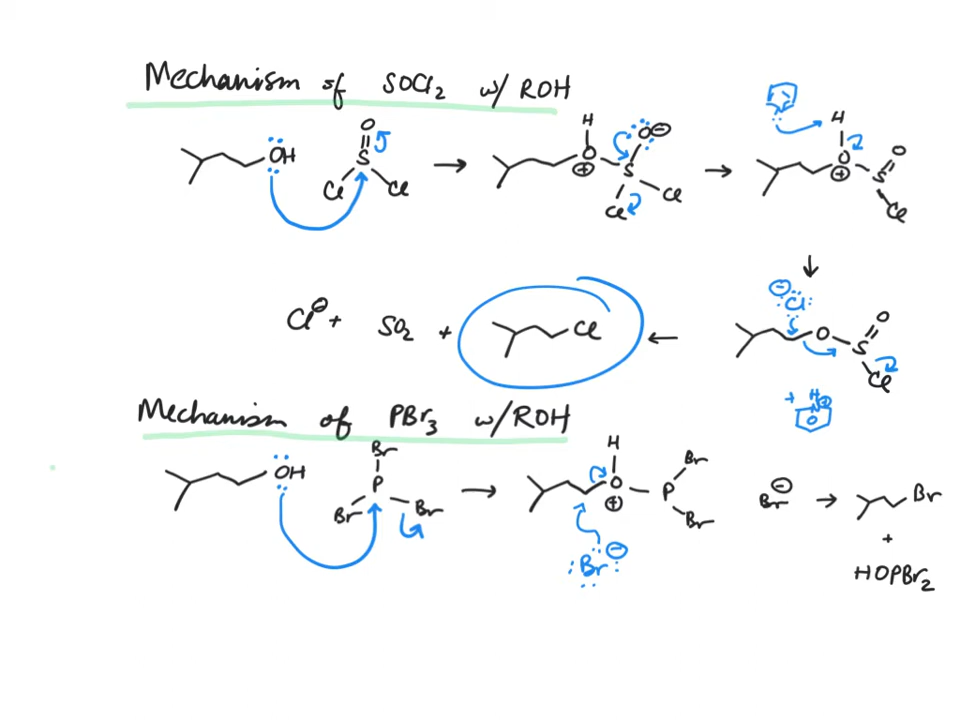 Mechanism of SOCl2 w/ ROH
OH
O
S
Cl
Cl
H
O
⊕
O⊖
S
Cl
Cl
H
O
⊕
O
S
Cl
Cl⊖ + SO2 + Cl
⊖
Cl
O
O
S
Cl
+ H
N⊕
Mechanism of PBr3 w/ROH
OH
Br
P
Br
Br
H
O
⊕
P
Br
Br
Br⊖
Br⊖
Br
+
HOPBr2